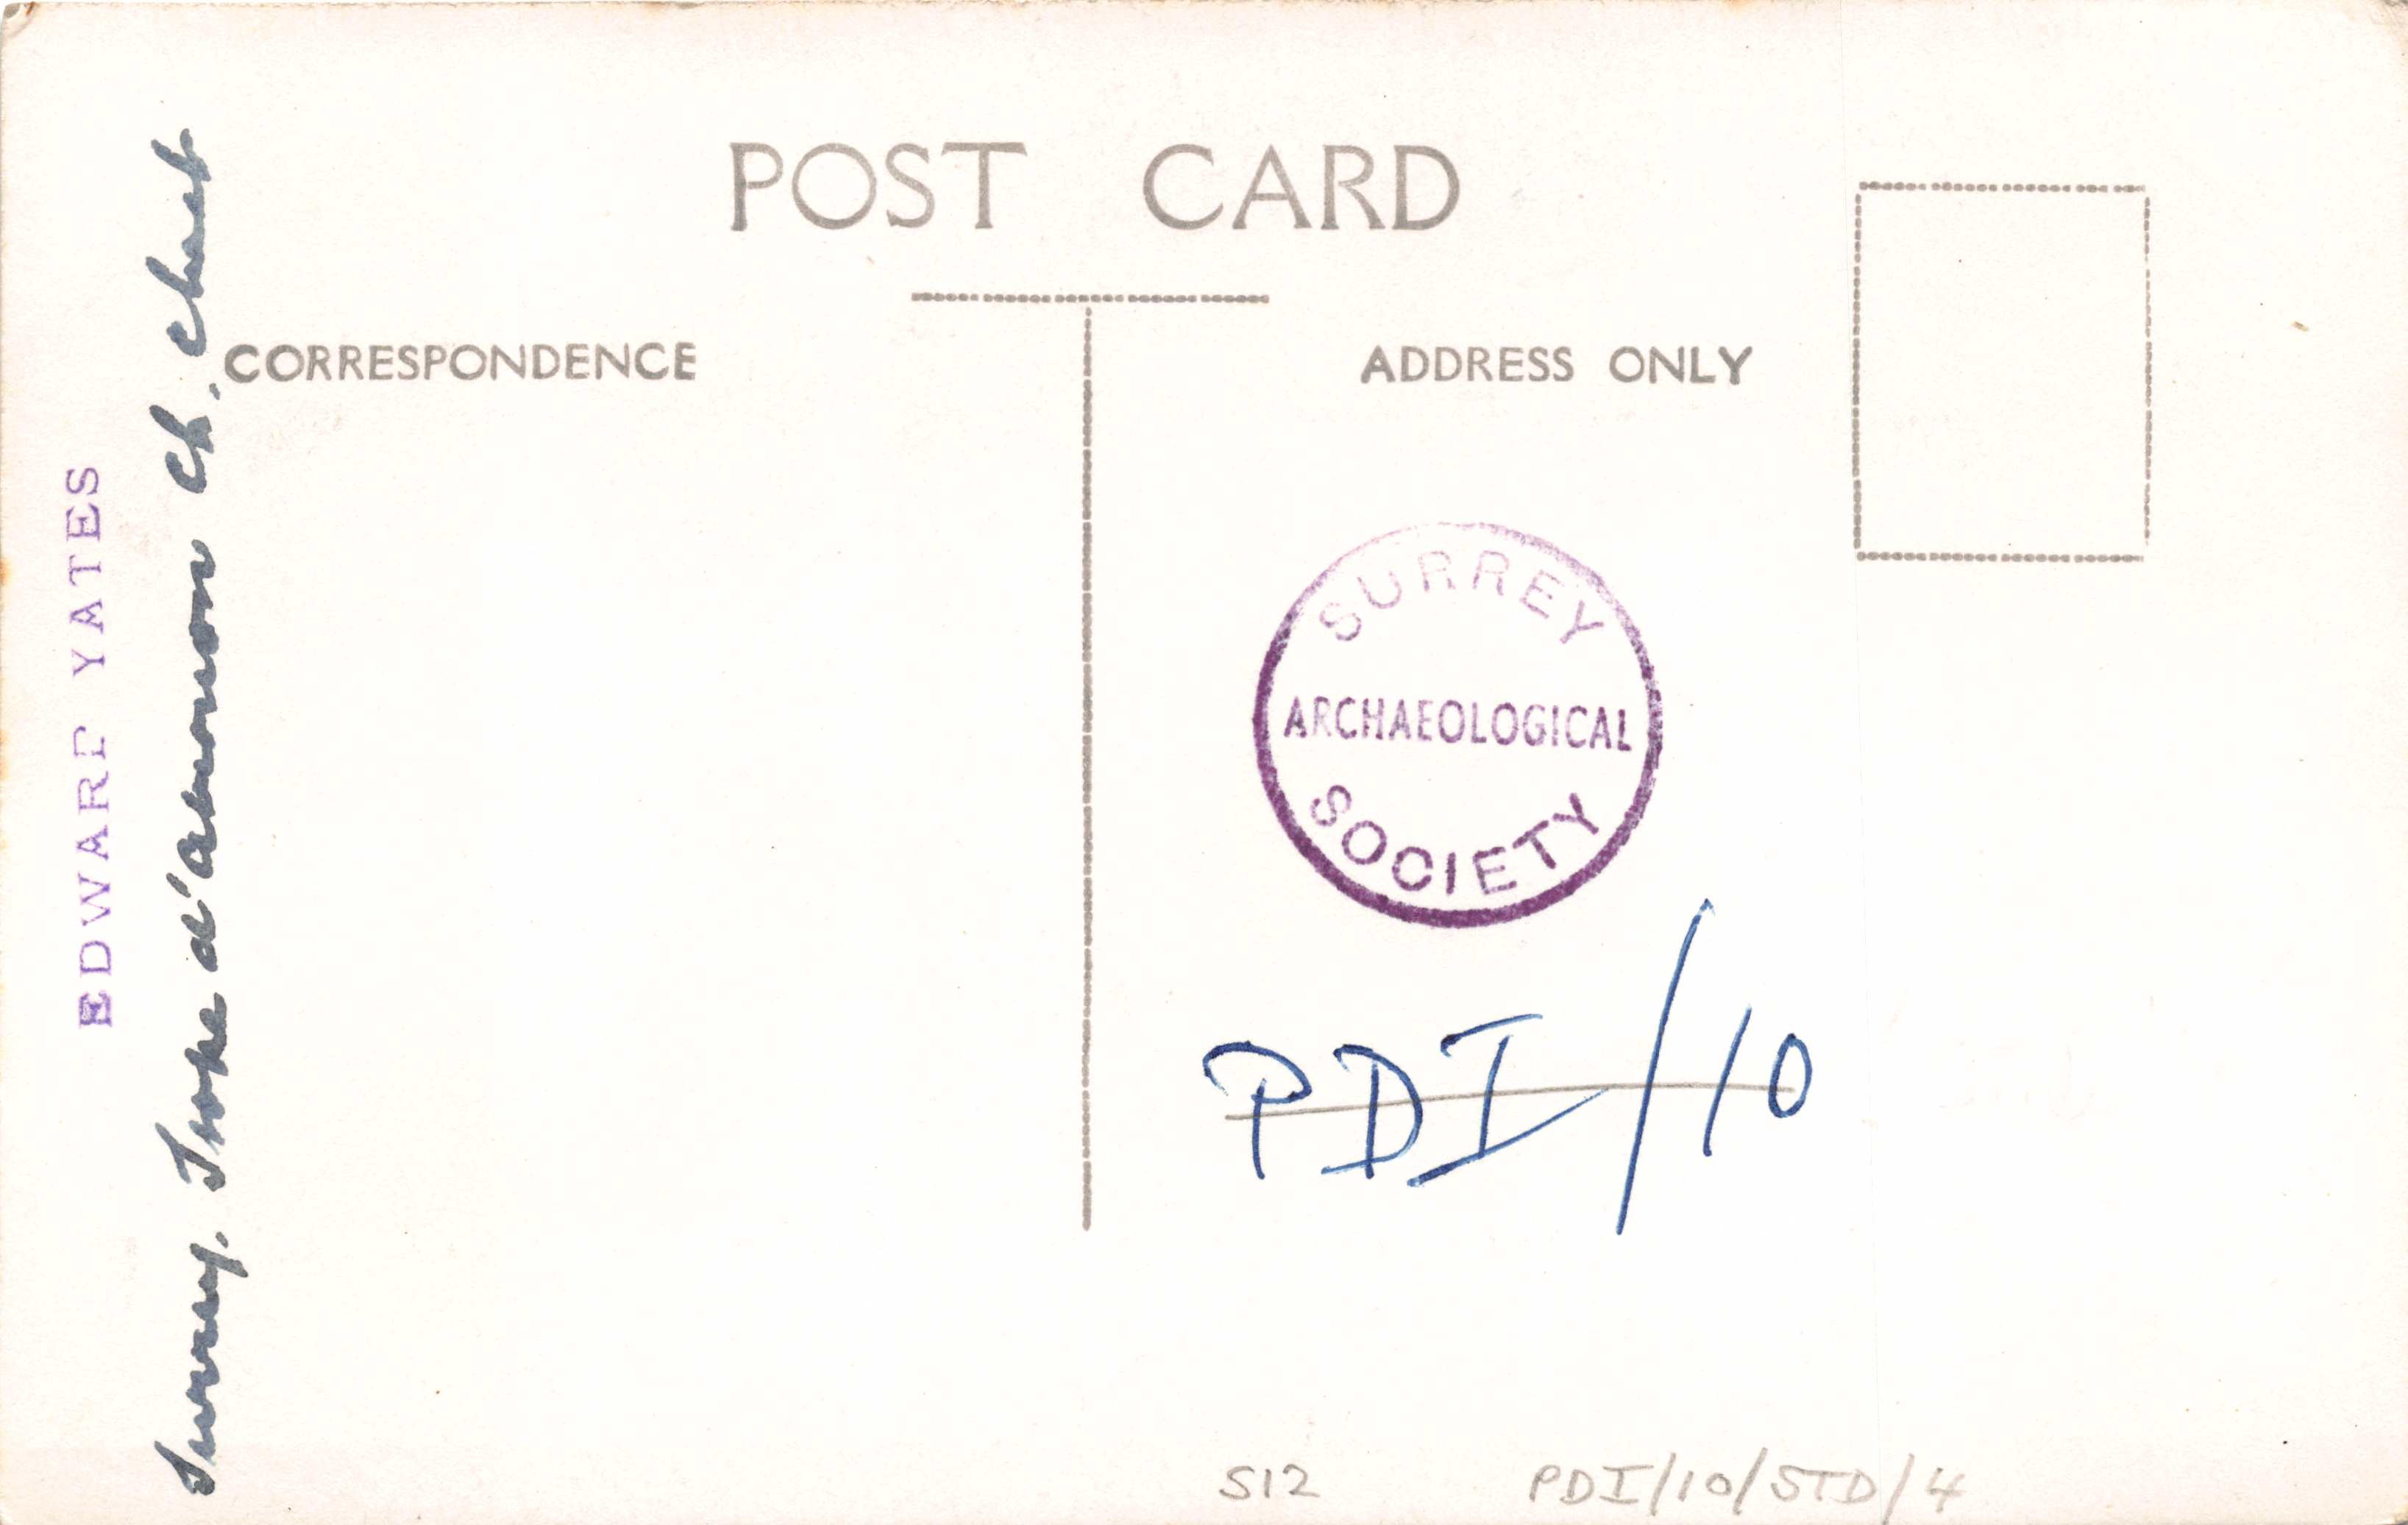 POST CARD
CORRESPONDENCE
ADDRESS ONLY
EDWARD YATES
Surrey. Stoke d'abernon ch. chest
SURREY
ARCHAEOLOGICAL
SOCIETY
PDI/10
S12
PDI/10/STD/4